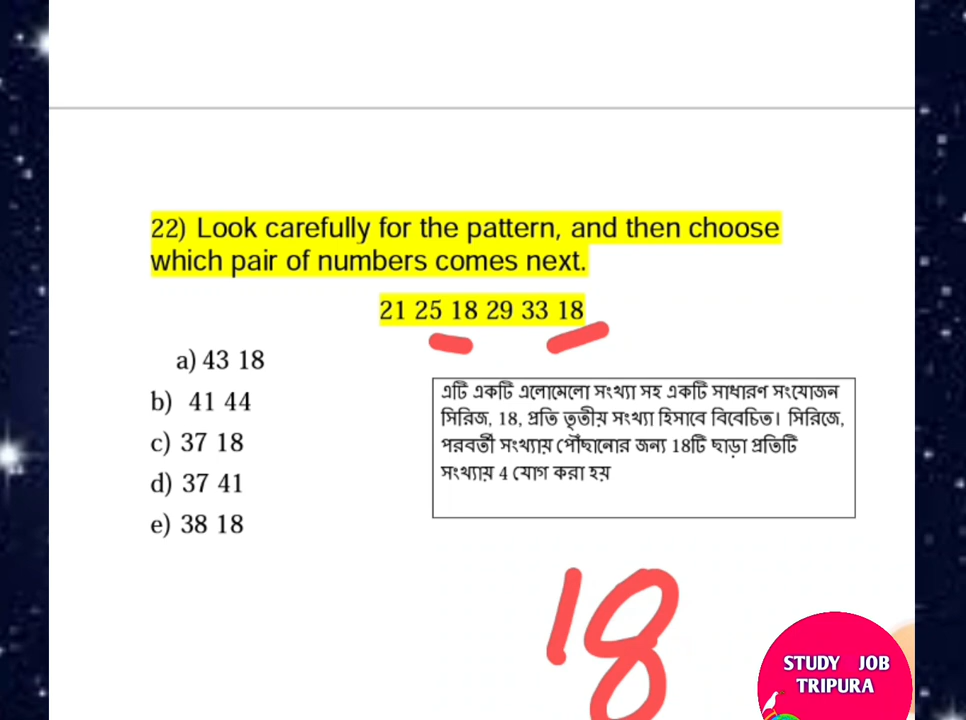 22) Look carefully for the pattern, and then choose
which pair of numbers comes next.
21 25 18 29 33 18
a) 43 18
b) 41 44
c) 37 18
d) 37 41
e) 38 18
এটি একটি এলোমেলো সংখ্যা সহ একটি সাধারণ সংযোজন
সিরিজ, 18, প্রতি তৃতীয় সংখ্যা হিসাবে বিবেচিত। সিরিজে,
পরবর্তী সংখ্যায় পৌঁছানোর জন্য 18টি ছাড়া প্রতিটি
সংখ্যায় 4 যোগ করা হয়
18
STUDY JOB
TRIPURA